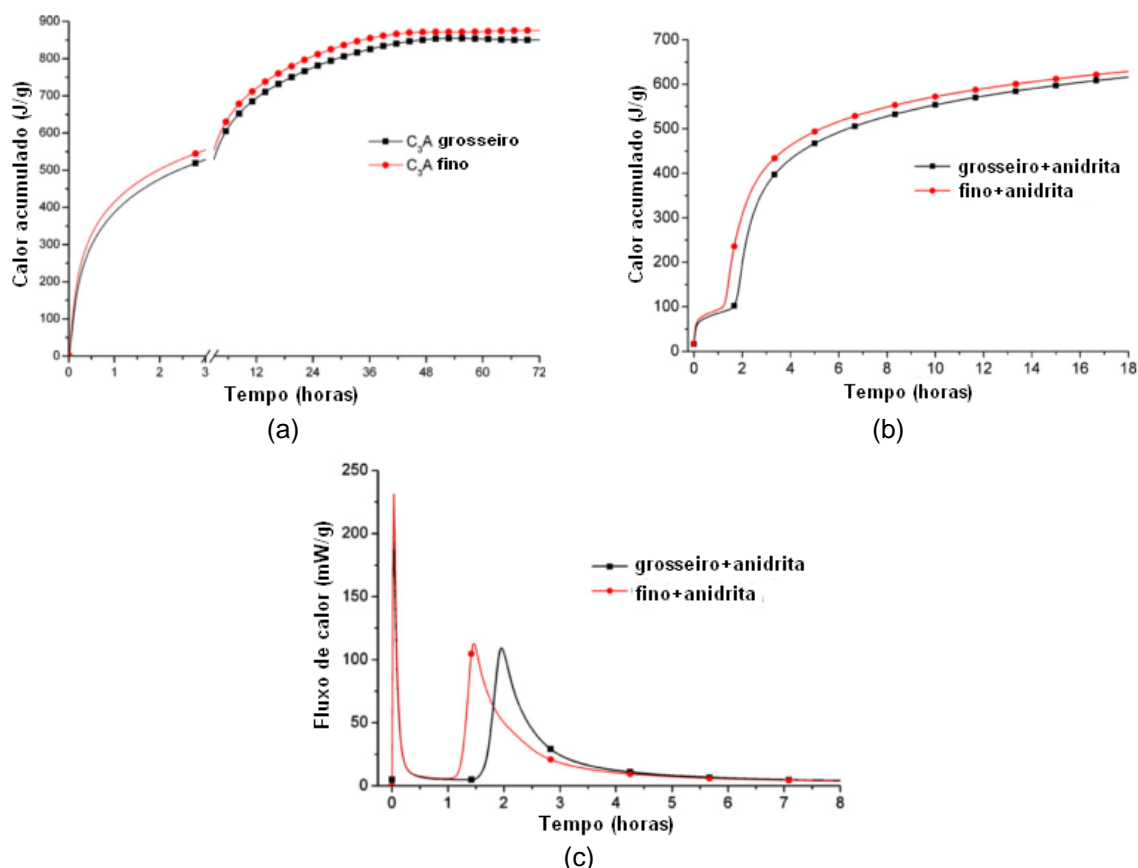 900
800
700
600
500
400
300
200
100
0
Calor acumulado (J/g)
C₃A grosseiro
C₃A fino
0 1 2 3 12 24 36 48 60 72
Tempo (horas)
(a)
700
600
500
400
300
200
100
0
Calor acumulado (J/g)
grosseiro+anidrita
fino+anidrita
0 2 4 6 8 10 12 14 16 18
Tempo (horas)
(b)
250
200
150
100
50
0
Fluxo de calor (mW/g)
grosseiro+anidrita
fino+anidrita
0 1 2 3 4 5 6 7 8
Tempo (horas)
(c)